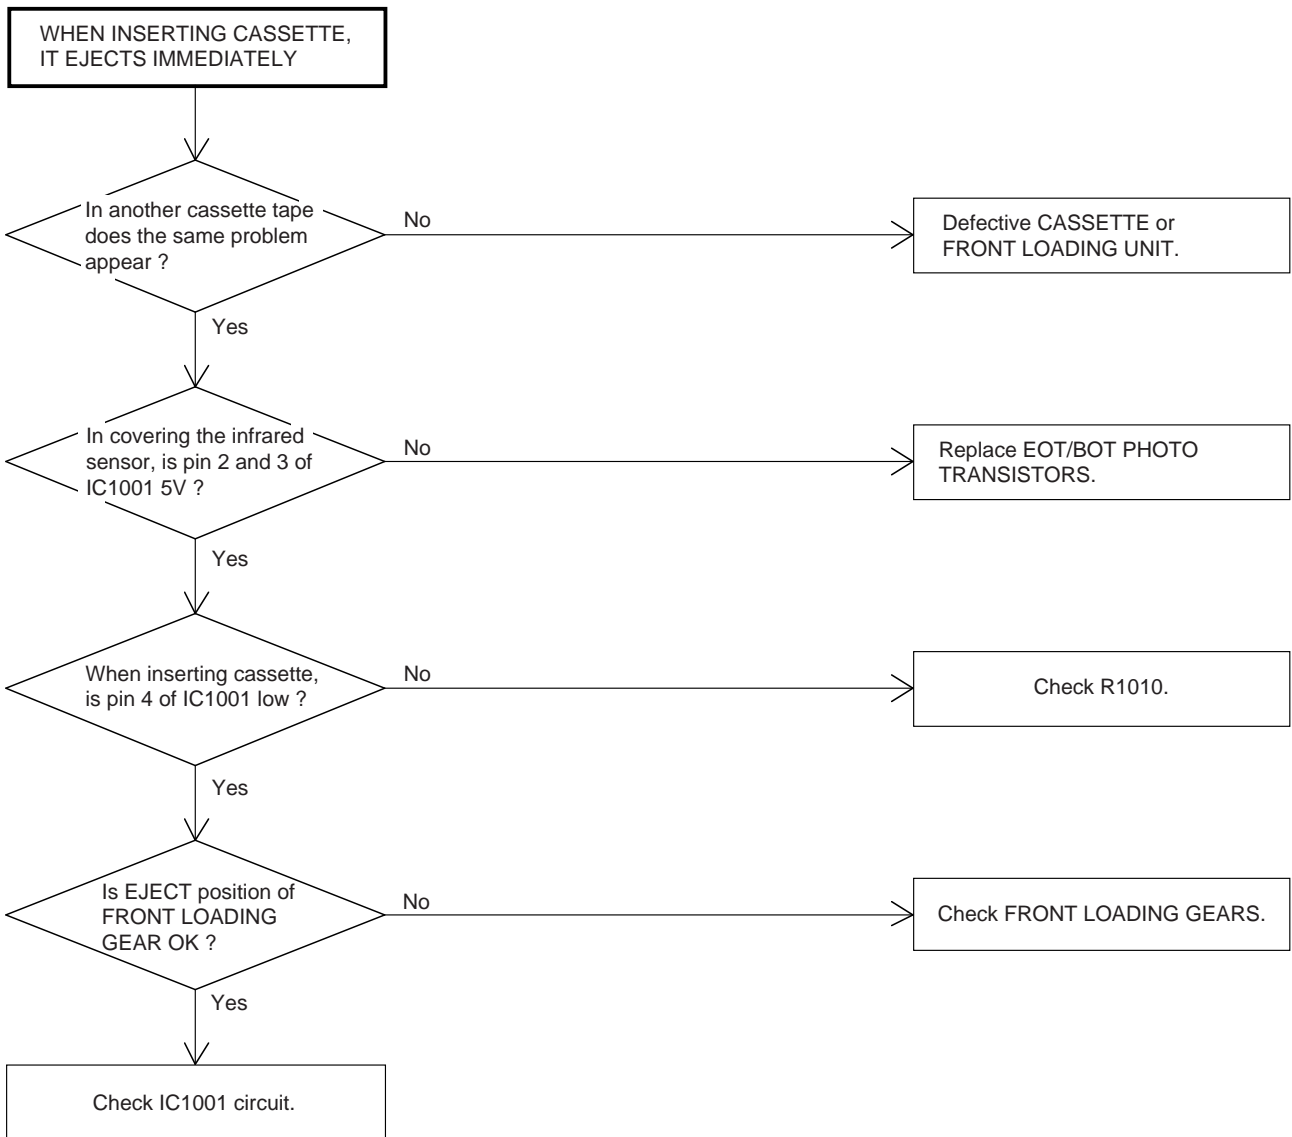 WHEN INSERTING CASSETTE,
IT EJECTS IMMEDIATELY
In another cassette tape
does the same problem
appear ?
No
Defective CASSETTE or
FRONT LOADING UNIT.
Yes
In covering the infrared
sensor, is pin 2 and 3 of
IC1001 5V ?
No
Replace EOT/BOT PHOTO
TRANSISTORS.
Yes
When inserting cassette,
is pin 4 of IC1001 low ?
No
Check R1010.
Yes
Is EJECT position of
FRONT LOADING
GEAR OK ?
No
Check FRONT LOADING GEARS.
Yes
Check IC1001 circuit.